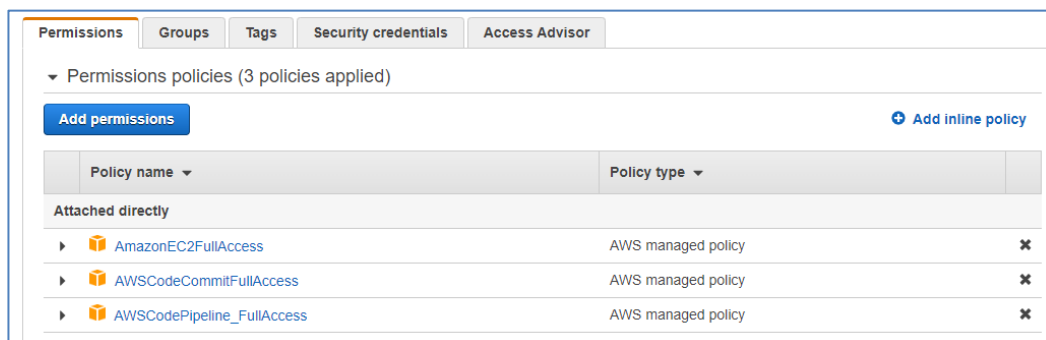 Permissions Groups Tags Security credentials Access Advisor
Permissions policies (3 policies applied)
Add permissions Add inline policy
Policy name Policy type
Attached directly
AmazonEC2FullAccess AWS managed policy
AWSCodeCommitFullAccess AWS managed policy
AWSCodePipeline_FullAccess AWS managed policy